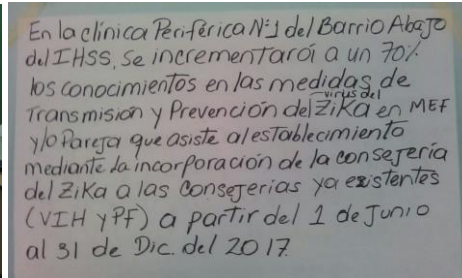 En la clínica Periférica Nº1 del Barrio Abajo
del IHSS, Se incrementará a un 70%
los conocimientos en las medidas de
Transmisión y Prevención del virus del Zika en MEF
y/o Pareja que asiste al establecimiento
mediante la incorporación de la consejería
del Zika a las Consejerias ya existentes
(VIH y PF) a partir del 1 de Junio
al 31 de Dic. del 2017